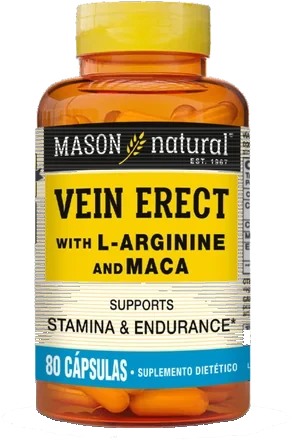 MASON natural
EST. 1967
VEIN ERECT
WITH L-ARGININE
AND MACA
SUPPORTS
STAMINA & ENDURANCE*
80 CÁPSULAS • SUPLEMENTO DIETÉTICO